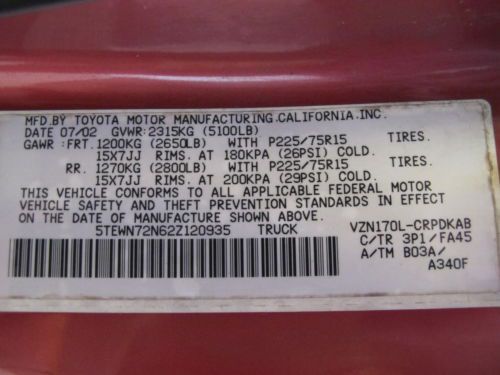 MFD.BY TOYOTA MOTOR MANUFACTURING.CALIFORNIA.INC.
DATE 07/02 GVWR:2315KG (5100LB)
GAWR :FRT.1200KG (2650LB) WITH P225/75R15 TIRES.
15X7JJ RIMS. AT 180KPA (26PSI) COLD.
RR. 1270KG (2800LB) WITH P225/75R15 TIRES.
15X7JJ RIMS. AT 200KPA (29PSI) COLD.
THIS VEHICLE CONFORMS TO ALL APPLICABLE FEDERAL MOTOR
VEHICLE SAFETY AND THEFT PREVENTION STANDARDS IN EFFECT
ON THE DATE OF MANUFACTURE SHOWN ABOVE.
5TEWN72N62Z120935 TRUCK VZN170L-CRPDKAB
C/TR 3P1/FA45
A/TM B03A/
A340F